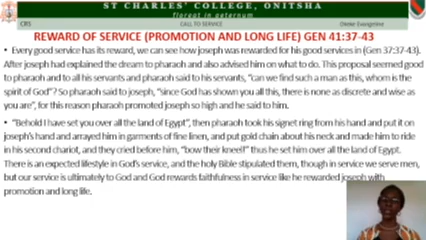 ST CHARLES' COLLEGE, ONITSHA
floreat in aeternum
CRS
CALL TO SERVICE
Okeke Evangeline
REWARD OF SERVICE (PROMOTION AND LONG LIFE) GEN 41:37-43
• Every good service has its reward, we can see how joseph was rewarded for his good services in (Gen 37:37-43).
After joseph had explained the dream to pharaoh and also advised him on what to do. This proposal seemed good
to pharaoh and to all his servants and pharaoh said to his servants, "can we find such a man as this, whom is the
spirit of God"? So pharaoh said to joseph, "since God has shown you all this, there is none as discrete and wise as
you are", for this reason pharaoh promoted joseph so high and he said to him.
• "Behold I have set you over all the land of Egypt", then pharaoh took his signet ring from his hand and put it on
joseph's hand and arrayed him in garments of fine linen, and put gold chain about his neck and made him to ride
in his second chariot, and they cried before him, "bow their kneel!" thus he set him over all the land of Egypt.
There is an expected lifestyle in God's service, and the holy Bible stipulated them, though in service we serve men,
but our service is ultimately to God and God rewards faithfulness in service like he rewarded joseph with
promotion and long life.